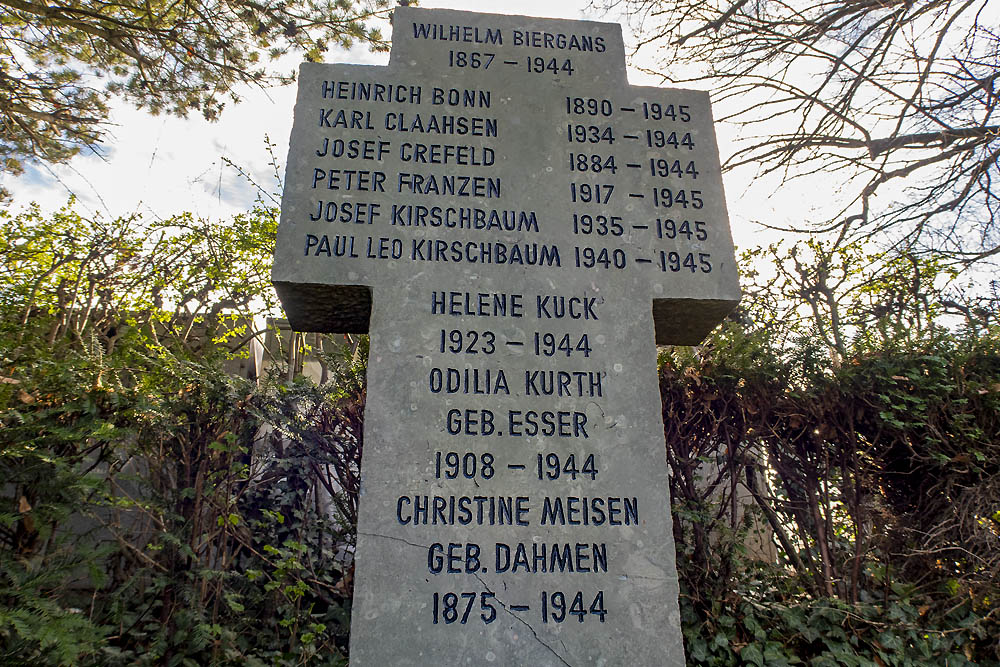 WILHELM BIERGANS
1867 – 1944
HEINRICH BONN 1890 – 1945
KARL CLAAHSEN 1934 – 1944
JOSEF CREFELD 1884 – 1944
PETER FRANZEN 1917 – 1945
JOSEF KIRSCHBAUM 1935 – 1945
PAUL LEO KIRSCHBAUM 1940 – 1945
HELENE KUCK
1923 – 1944
ODILIA KURTH
GEB. ESSER
1908 – 1944
CHRISTINE MEISEN
GEB. DAHMEN
1875 – 1944